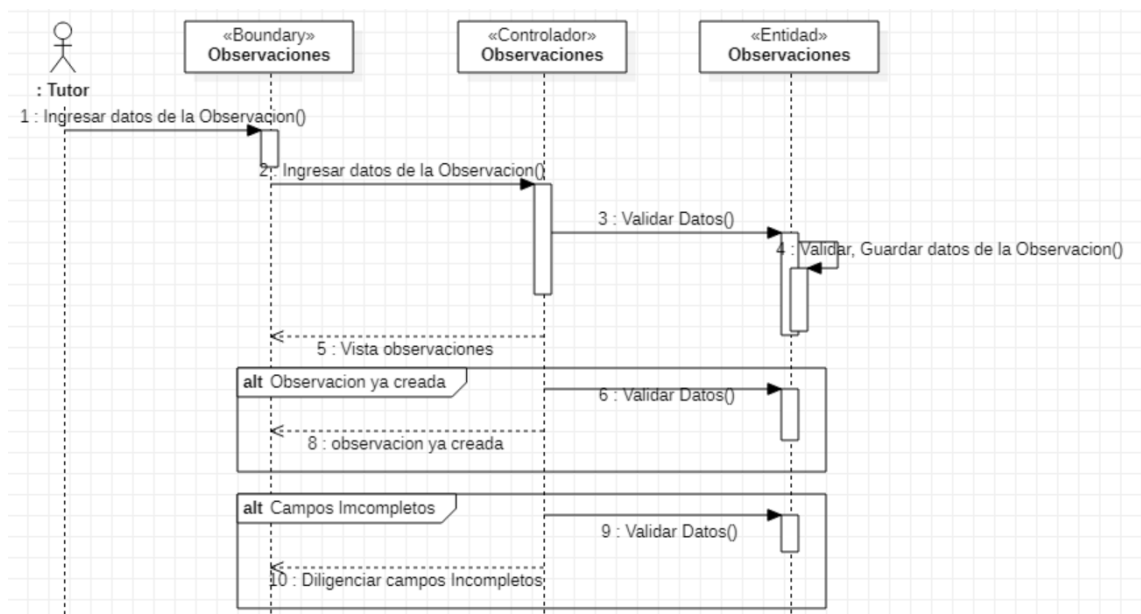 «Boundary»
Observaciones
«Controlador»
Observaciones
«Entidad»
Observaciones
: Tutor
1 : Ingresar datos de la Observacion()
2 : Ingresar datos de la Observacion()
3 : Validar Datos()
4 : Validar, Guardar datos de la Observacion()
5 : Vista observaciones
alt Observacion ya creada
6 : Validar Datos()
8 : observacion ya creada
alt Campos Imcompletos
9 : Validar Datos()
10 : Diligenciar campos Incompletos